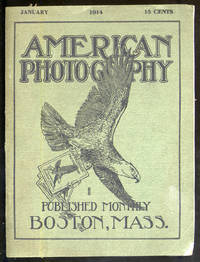 JANUARY 1914 15 CENTS
AMERICAN
PHOTOGRAPHY
PUBLISHED MONTHLY
BOSTON, MASS.